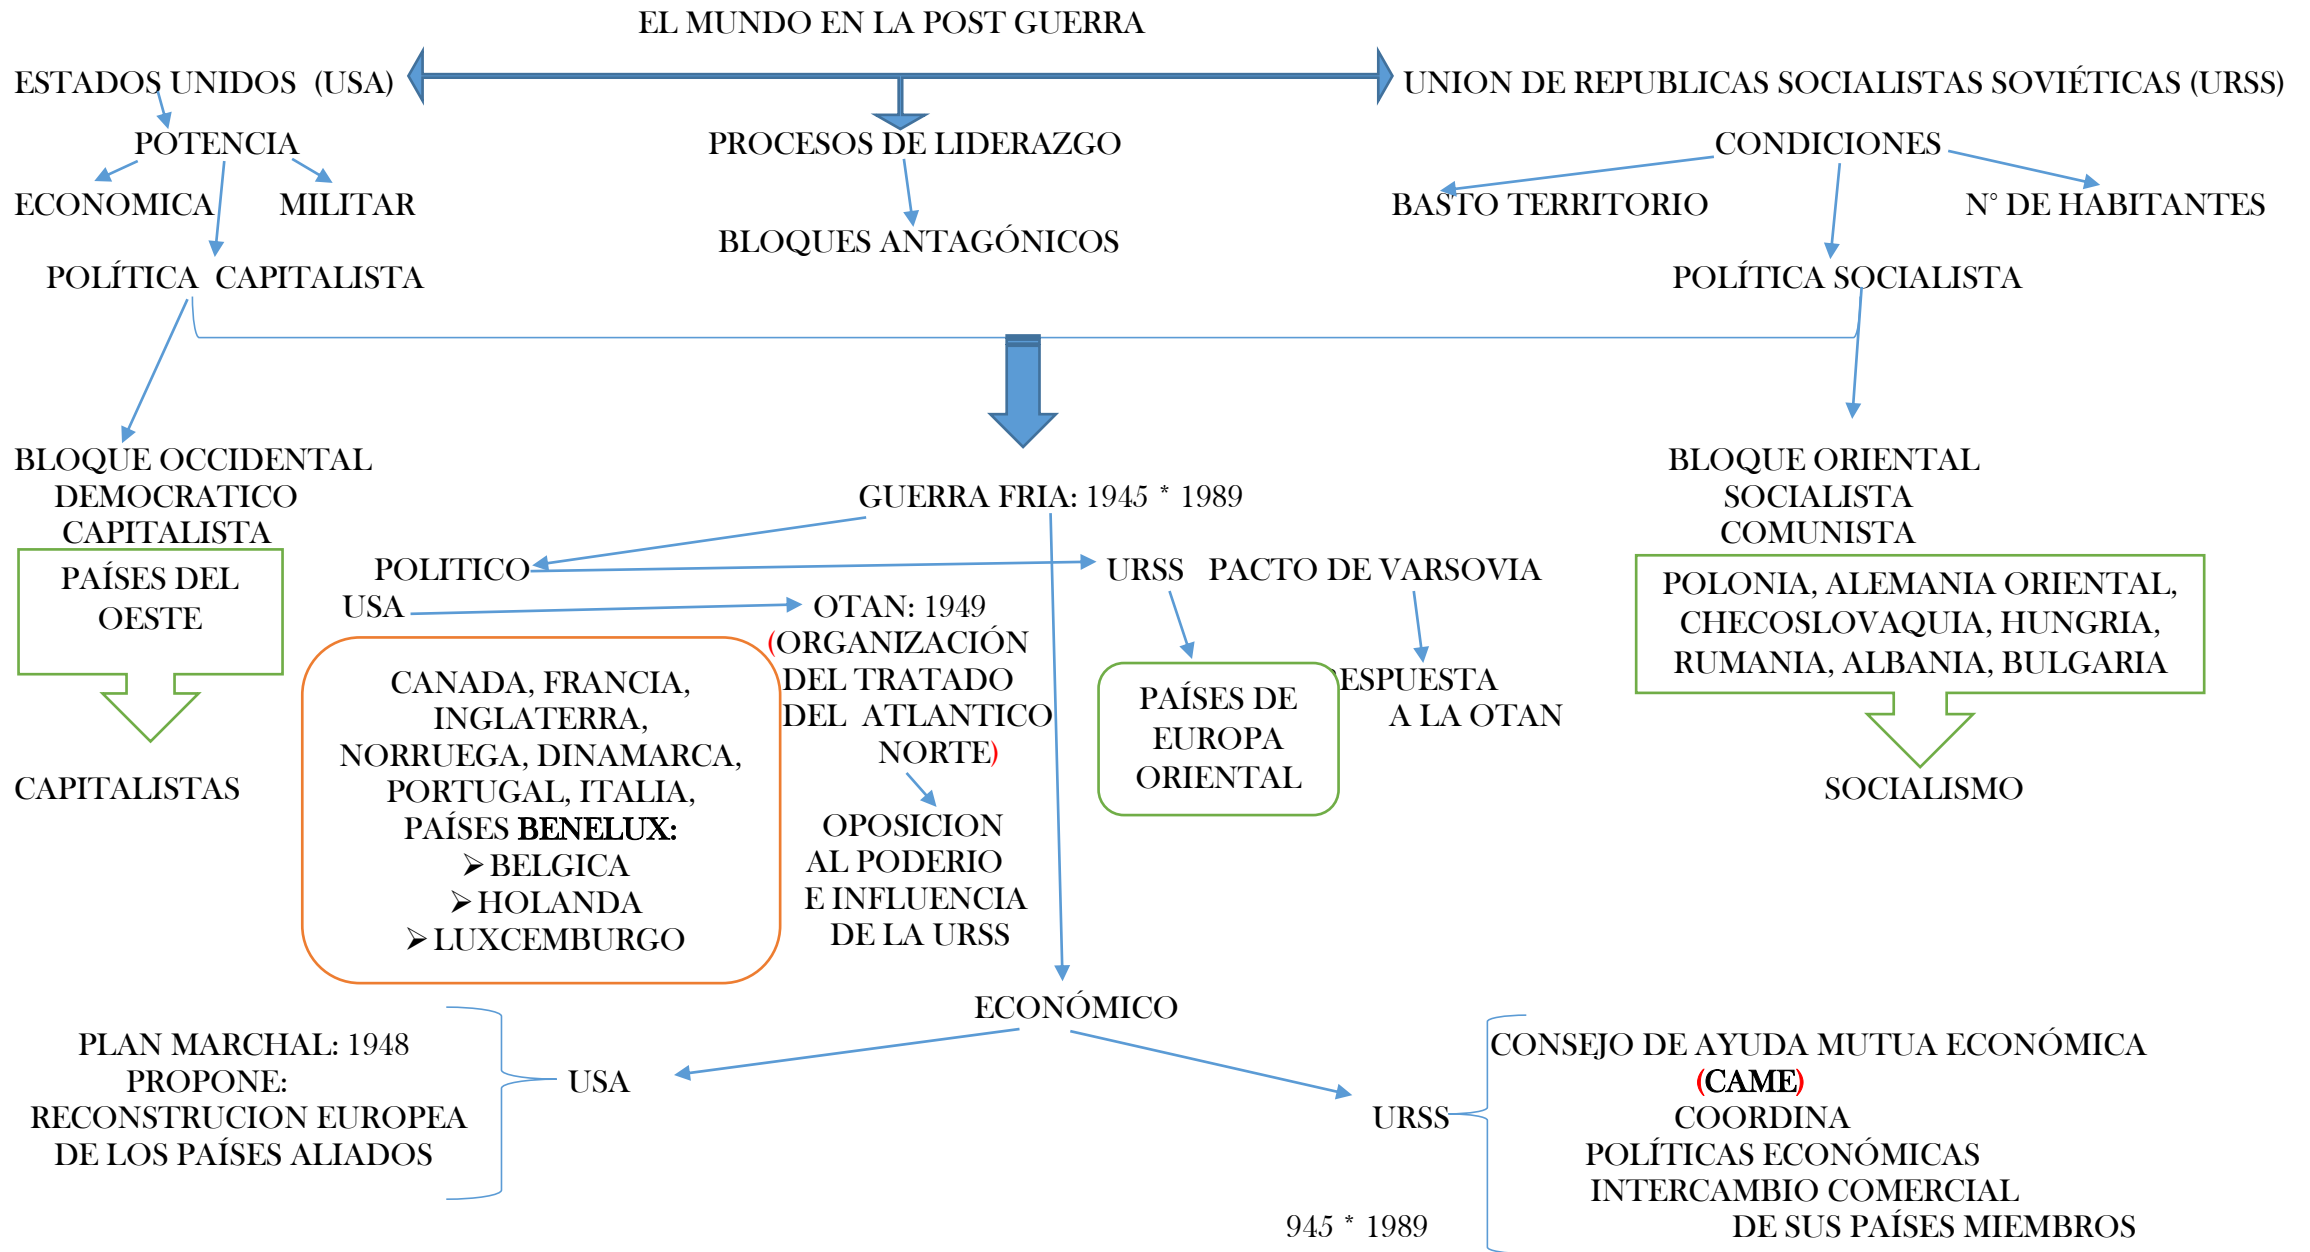 EL MUNDO EN LA POST GUERRA
ESTADOS UNIDOS (USA)
UNION DE REPUBLICAS SOCIALISTAS SOVIÉTICAS (URSS)
POTENCIA
PROCESOS DE LIDERAZGO
CONDICIONES
ECONOMICA
MILITAR
BASTO TERRITORIO
N° DE HABITANTES
BLOQUES ANTAGÓNICOS
POLÍTICA CAPITALISTA
POLÍTICA SOCIALISTA
BLOQUE OCCIDENTAL
DEMOCRATICO
CAPITALISTA
PAÍSES DEL
OESTE
CAPITALISTAS
GUERRA FRIA: 1945 * 1989
POLITICO
URSS PACTO DE VARSOVIA
USA
OTAN: 1949
(ORGANIZACIÓN
DEL TRATADO
DEL ATLANTICO
NORTE)
OPOSICION
AL PODERIO
E INFLUENCIA
DE LA URSS
CANADA, FRANCIA,
INGLATERRA,
NORRUEGA, DINAMARCA,
PORTUGAL, ITALIA,
PAÍSES BENELUX:
➢ BELGICA
➢ HOLANDA
➢ LUXCEMBURGO
PAÍSES DE
EUROPA
ORIENTAL
ESPUESTA
A LA OTAN
BLOQUE ORIENTAL
SOCIALISTA
COMUNISTA
POLONIA, ALEMANIA ORIENTAL,
CHECOSLOVAQUIA, HUNGRIA,
RUMANIA, ALBANIA, BULGARIA
SOCIALISMO
ECONÓMICO
PLAN MARCHAL: 1948
PROPONE:
RECONSTRUCION EUROPEA
DE LOS PAÍSES ALIADOS
USA
URSS
CONSEJO DE AYUDA MUTUA ECONÓMICA
(CAME)
COORDINA
POLÍTICAS ECONÓMICAS
INTERCAMBIO COMERCIAL
DE SUS PAÍSES MIEMBROS
945 * 1989